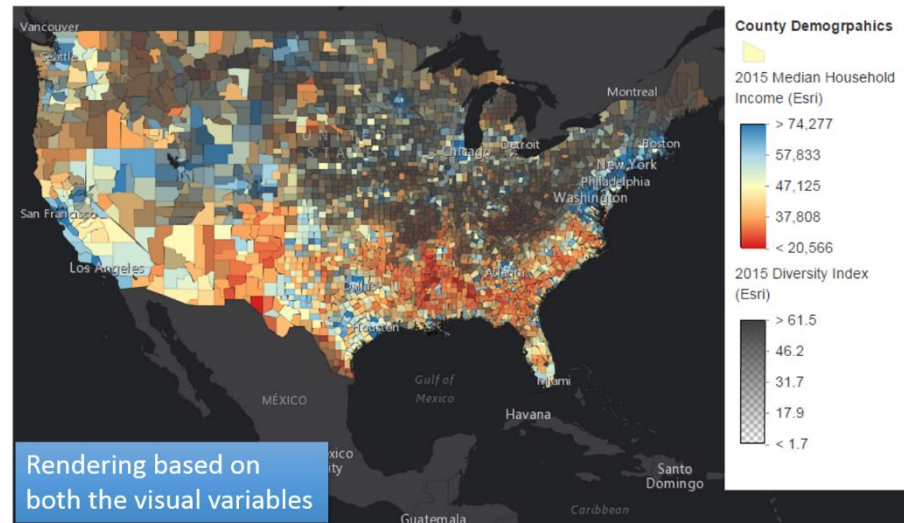 Vancouver
Seattle
Montreal
UNITED
STATES
Chicago
Detroit
Boston
New York
Philadelphia
Washington
San Francisco
Los Angeles
Atlanta
Dallas
Houston
Miami
Gulf of
Mexico
MÉXICO
Havana
Santo
Domingo
Guatemala
Caribbean
Rendering based on
both the visual variables
County Demogrpahics
2015 Median Household
Income (Esri)
> 74,277
57,833
47,125
37,808
< 20,566
2015 Diversity Index
(Esri)
> 61.5
46.2
31.7
17.9
< 1.7